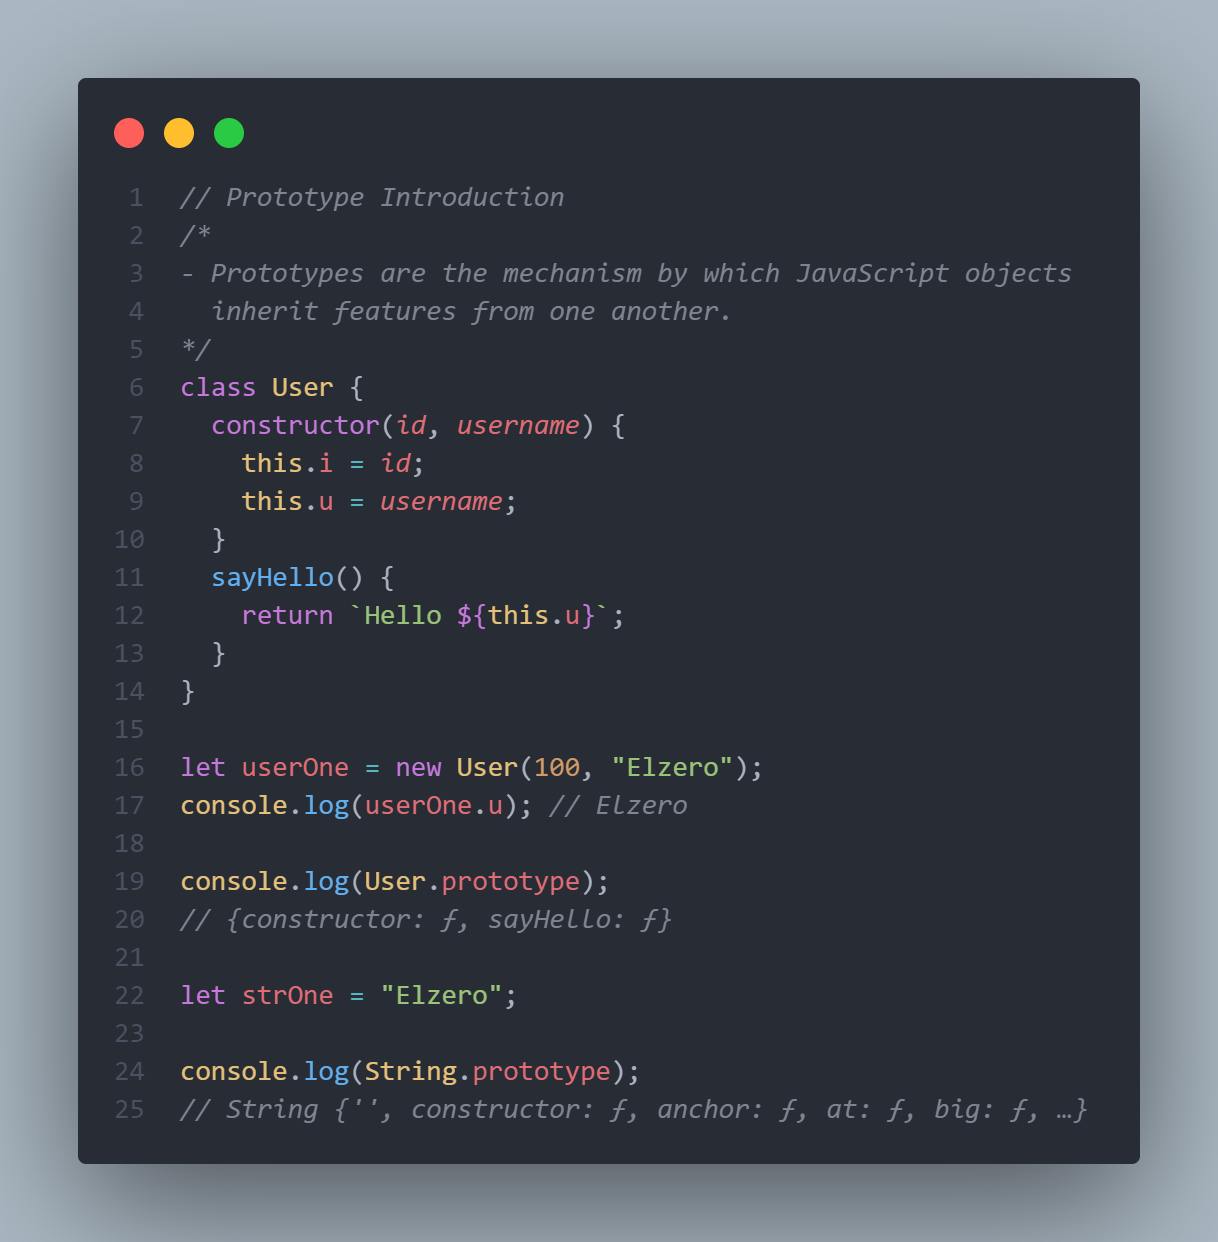 1 // Prototype Introduction
2 /*
3 - Prototypes are the mechanism by which JavaScript objects
4   inherit features from one another.
5 */
6 class User {
7   constructor(id, username) {
8     this.i = id;
9     this.u = username;
10   }
11   sayHello() {
12     return `Hello ${this.u}`;
13   }
14 }
15
16 let userOne = new User(100, "Elzero");
17 console.log(userOne.u); // Elzero
18
19 console.log(User.prototype);
20 // {constructor: ƒ, sayHello: ƒ}
21
22 let strOne = "Elzero";
23
24 console.log(String.prototype);
25 // String {'', constructor: ƒ, anchor: ƒ, at: ƒ, big: ƒ, …}